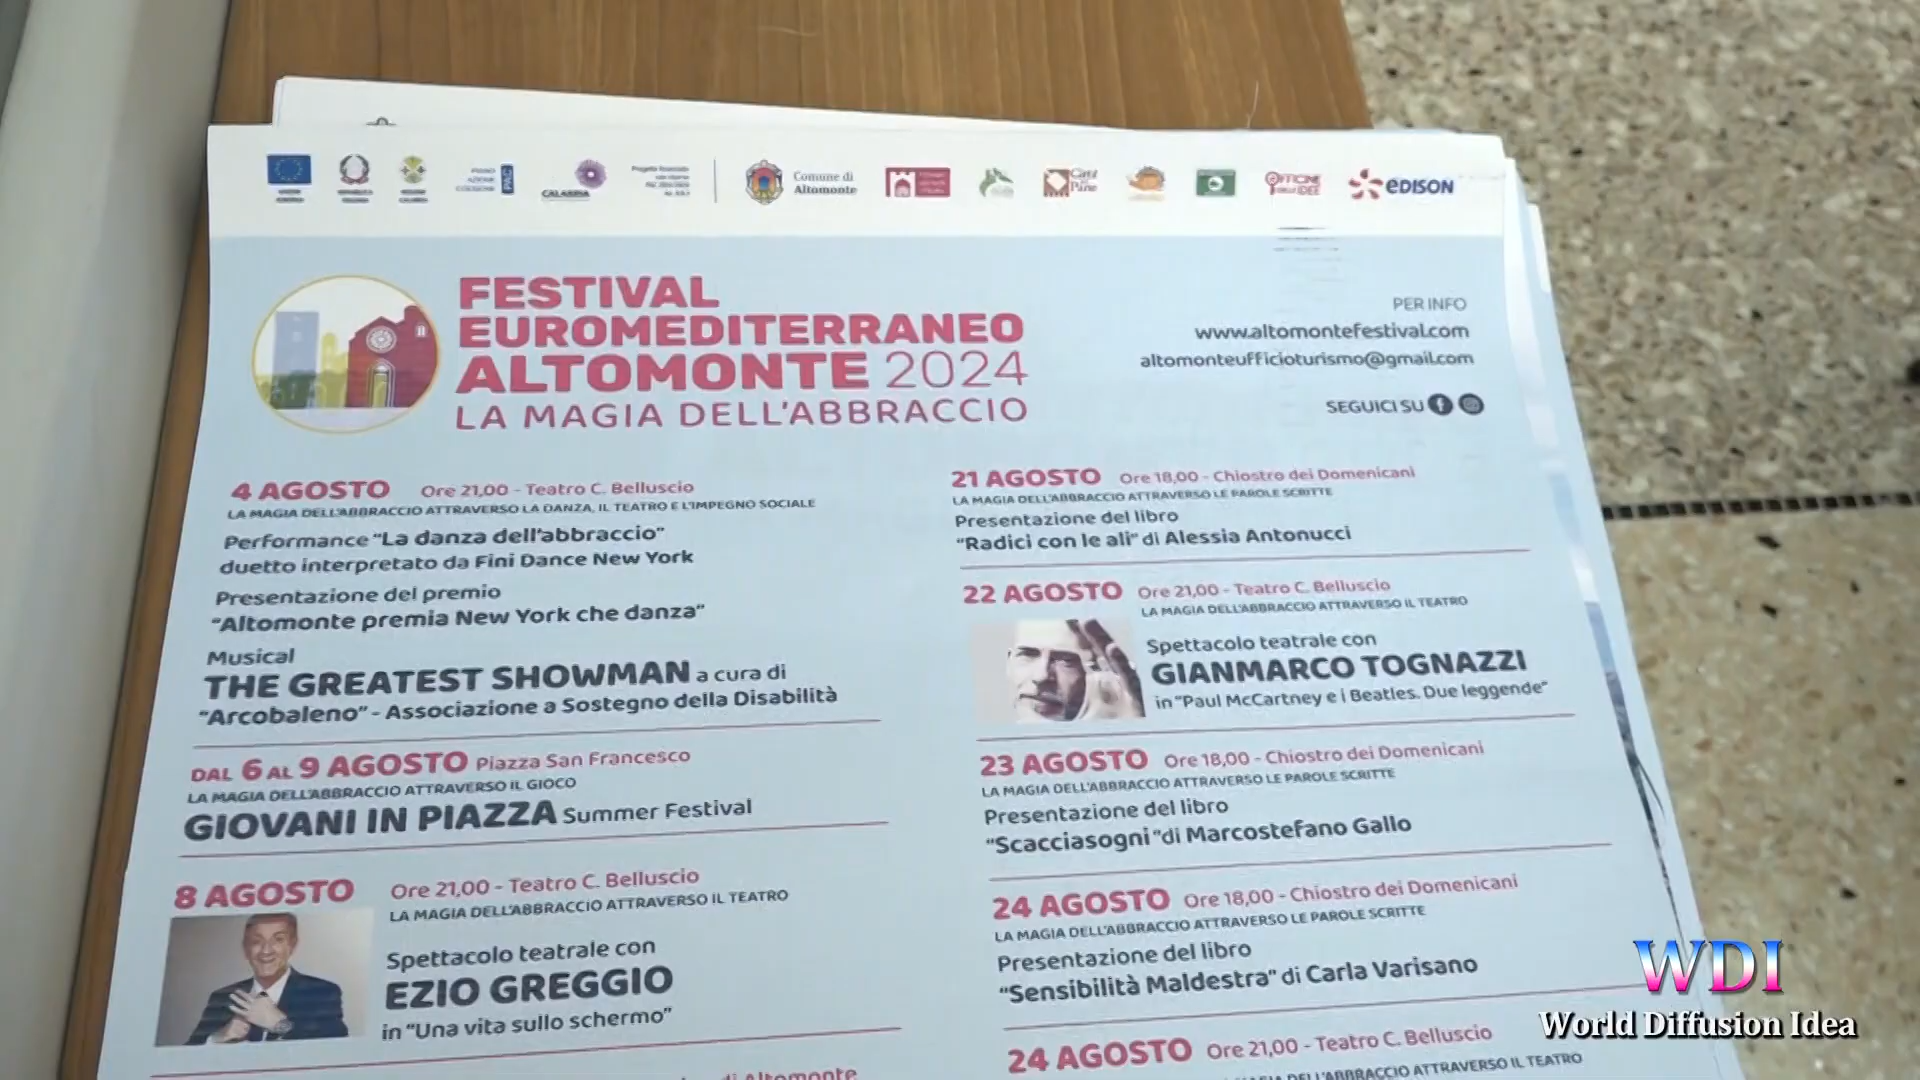 Comune di
Altomonte
CALABRIA
PAC
Casa
Pane
OFFICINE
DELLE IDEE
EDISON
FESTIVAL
EUROMEDITERRANEO
ALTOMONTE 2024
LA MAGIA DELL'ABBRACCIO
PER INFO
www.altomontefestival.com
altomonteufficioturismo@gmail.com
SEGUICI SU
4 AGOSTO Ore 21,00 - Teatro C. Belluscio
LA MAGIA DELL'ABBRACCIO ATTRAVERSO LA DANZA, IL TEATRO E L'IMPEGNO SOCIALE
Performance "La danza dell'abbraccio"
duetto interpretato da Fini Dance New York
Presentazione del premio
"Altomonte premia New York che danza"
Musical
THE GREATEST SHOWMAN a cura di
"Arcobaleno" - Associazione a Sostegno della Disabilità
DAL 6 AL 9 AGOSTO Piazza San Francesco
LA MAGIA DELL'ABBRACCIO ATTRAVERSO IL GIOCO
GIOVANI IN PIAZZA Summer Festival
8 AGOSTO Ore 21,00 - Teatro C. Belluscio
LA MAGIA DELL'ABBRACCIO ATTRAVERSO IL TEATRO
Spettacolo teatrale con
EZIO GREGGIO
in "Una vita sullo schermo"
di Altomonte
21 AGOSTO Ore 18,00 - Chiostro dei Domenicani
LA MAGIA DELL'ABBRACCIO ATTRAVERSO LE PAROLE SCRITTE
Presentazione del libro
"Radici con le ali" di Alessia Antonucci
22 AGOSTO Ore 21,00 - Teatro C. Belluscio
LA MAGIA DELL'ABBRACCIO ATTRAVERSO IL TEATRO
Spettacolo teatrale con
GIANMARCO TOGNAZZI
in "Paul McCartney e i Beatles. Due leggende"
23 AGOSTO Ore 18,00 - Chiostro dei Domenicani
LA MAGIA DELL'ABBRACCIO ATTRAVERSO LE PAROLE SCRITTE
Presentazione del libro
"Scacciasogni "di Marcostefano Gallo
24 AGOSTO Ore 18,00 - Chiostro dei Domenicani
LA MAGIA DELL'ABBRACCIO ATTRAVERSO LE PAROLE SCRITTE
Presentazione del libro
"Sensibilità Maldestra" di Carla Varisano
24 AGOSTO Ore 21,00 - Teatro C. Belluscio
LA MAGIA DELL'ABBRACCIO ATTRAVERSO IL TEATRO
WDI
World Diffusion Idea